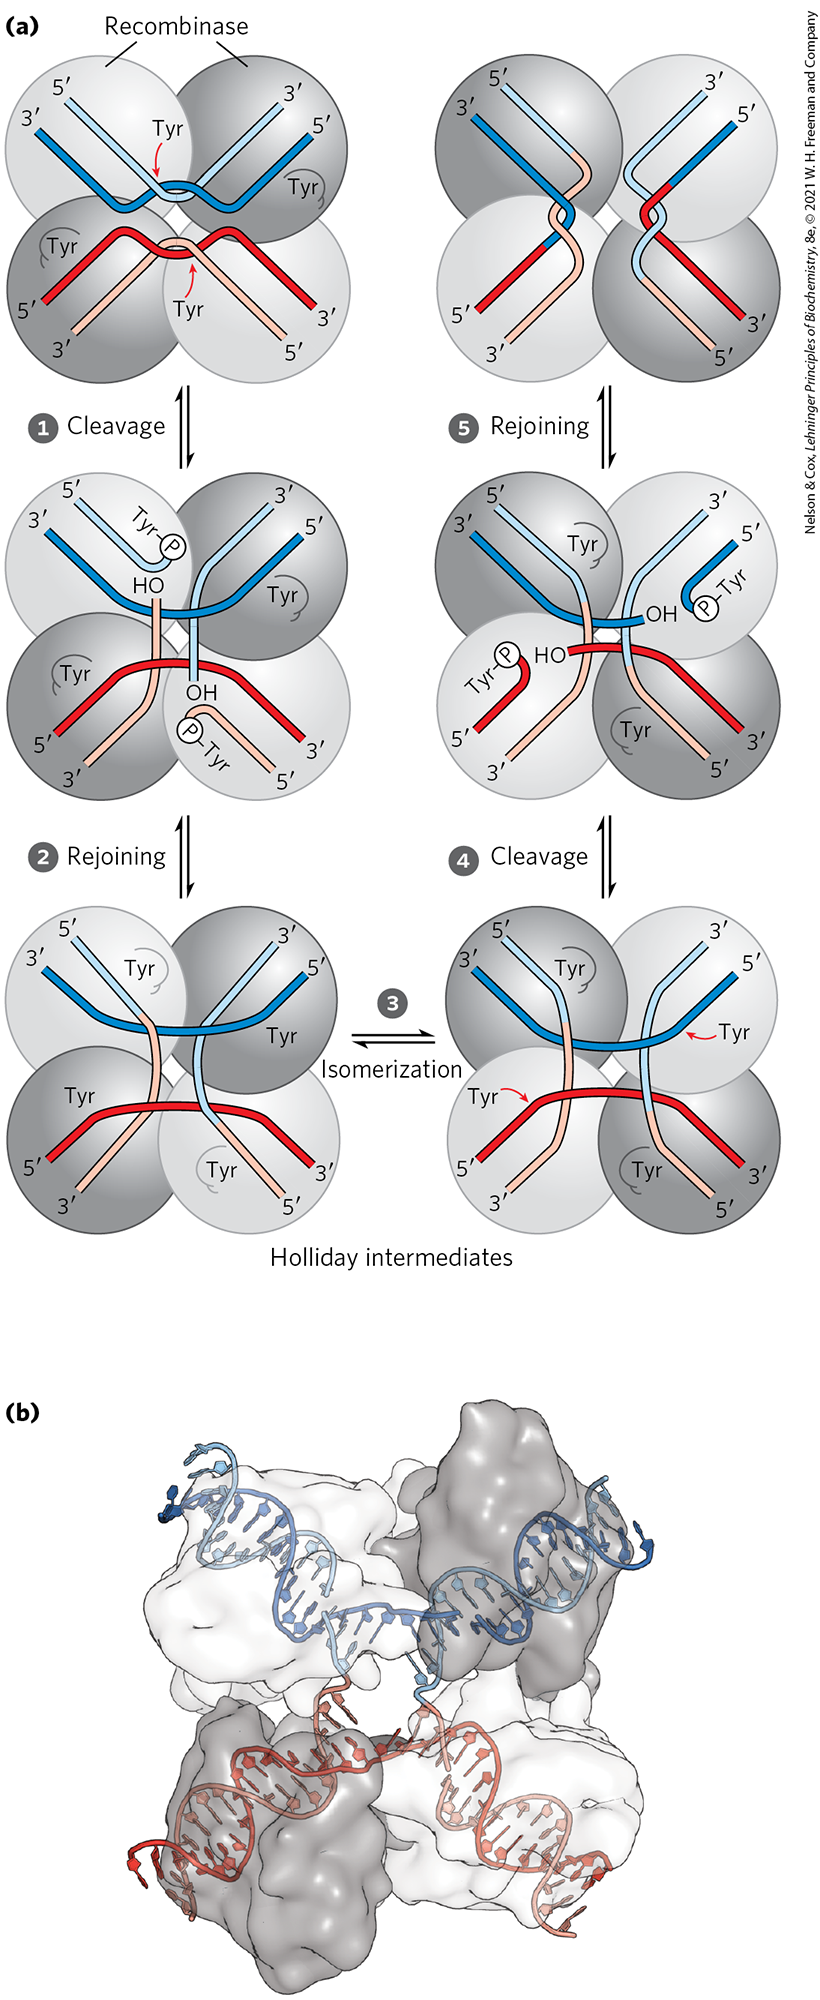 (a)
Recombinase
5′
3′
3′
5′
Tyr
Tyr
Tyr
Tyr
5′
3′
3′
5′
1 Cleavage
5′
3′
3′
5′
Tyr–P
HO
Tyr
Tyr
OH
P–Tyr
5′
3′
3′
5′
2 Rejoining
5′
3′
3′
5′
Tyr
Tyr
Tyr
Tyr
5′
3′
3′
5′
3
Isomerization
5′
3′
3′
5′
Tyr
Tyr
Tyr
Tyr
5′
3′
3′
5′
4 Cleavage
5′
3′
3′
5′
Tyr
P–Tyr
OH
HO
Tyr–P
Tyr
5′
3′
3′
5′
5 Rejoining
5′
3′
3′
5′
5′
3′
3′
5′
Holliday intermediates
(b)
Nelson & Cox, Lehninger Principles of Biochemistry, 8e, © 2021 W. H. Freeman and Company